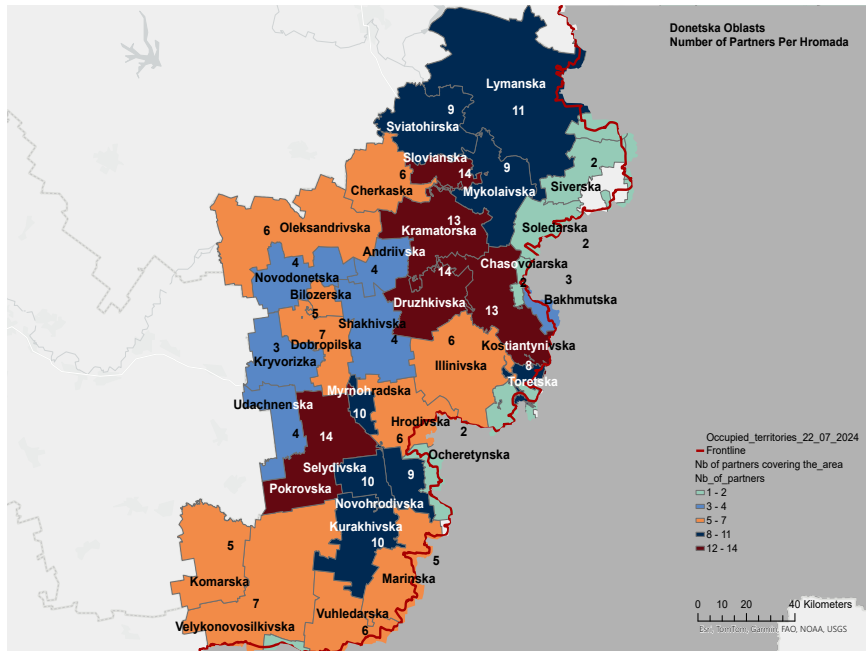 Donetska Oblasts
Number of Partners Per Hromada
Lymanska
9
11
Sviatohirska
Slovianska
14
9
2
6
Cherkaska
Mykolaivska
Siverska
13
Kramatorska
Soledarska
2
6
Oleksandrivska
Andriivska
4
4
Novodonetska
Chasovoiarska
14
2
3
Bilozerska
Druzhkivska
Bakhmutska
5
Shakhivska
13
7
Dobropilska
4
6
Kostiantynivska
3
Kryvorizka
Illinivska
8
Toretska
Myrnohradska
Udachnenska
10
Hrodivska
2
4
14
6
Ocheretynska
Selydivska
10
9
Pokrovska
Novohrodivska
Kurakhivska
10
5
5
Komarska
Marinska
7
Vuhledarska
Velykonovosilkivska
6
Occupied_territories_22_07_2024
Frontline
Nb of partners covering the_area
Nb_of_partners
1 - 2
3 - 4
5 - 7
8 - 11
12 - 14
0 10 20 40 Kilometers
Esri, TomTom, Garmin, FAO, NOAA, USGS